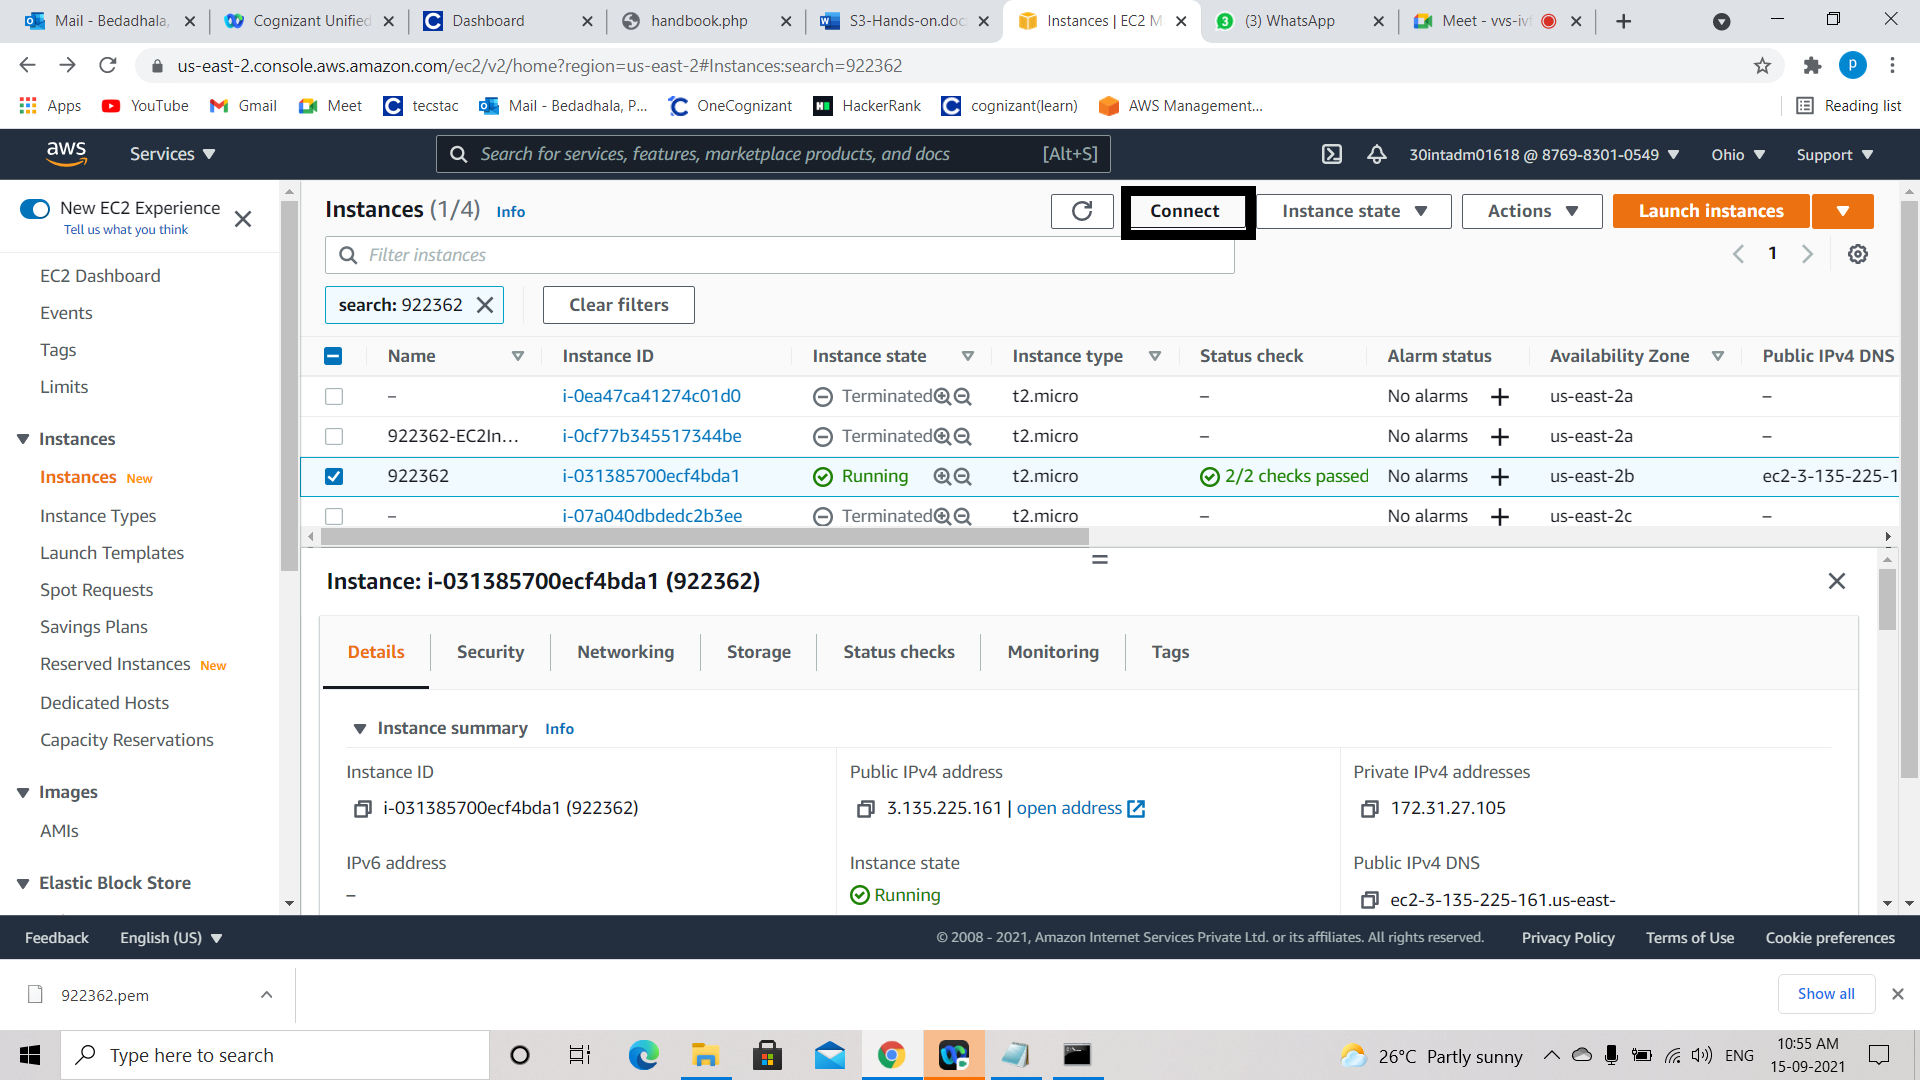 Mail - Bedadhala,
Cognizant Unified
Dashboard
handbook.php
S3-Hands-on.doc
Instances | EC2 M
(3) WhatsApp
Meet - vvs-ivf
us-east-2.console.aws.amazon.com/ec2/v2/home?region=us-east-2#Instances:search=922362
p
Apps
YouTube
Gmail
Meet
tecstac
Mail - Bedadhala, P...
OneCognizant
HackerRank
cognizant(learn)
AWS Management...
Reading list
aws
Services
Search for services, features, marketplace products, and docs [Alt+S]
30intadm01618 @ 8769-8301-0549
Ohio
Support
New EC2 Experience
Tell us what you think
EC2 Dashboard
Events
Tags
Limits
Instances
Instances New
Instance Types
Launch Templates
Spot Requests
Savings Plans
Reserved Instances New
Dedicated Hosts
Capacity Reservations
Images
AMIs
Elastic Block Store
Instances (1/4) Info
Connect
Instance state
Actions
Launch instances
Filter instances
1
search: 922362
Clear filters
Name Instance ID Instance state Instance type Status check Alarm status Availability Zone Public IPv4 DNS
– i-0ea47ca41274c01d0 Terminated t2.micro – No alarms + us-east-2a –
922362-EC2In... i-0cf77b345517344be Terminated t2.micro – No alarms + us-east-2a –
922362 i-031385700ecf4bda1 Running t2.micro 2/2 checks passed No alarms + us-east-2b ec2-3-135-225-1
– i-07a040dbdedc2b3ee Terminated t2.micro – No alarms + us-east-2c –
Instance: i-031385700ecf4bda1 (922362)
Details Security Networking Storage Status checks Monitoring Tags
Instance summary Info
Instance ID
i-031385700ecf4bda1 (922362)
Public IPv4 address
3.135.225.161 | open address
Private IPv4 addresses
172.31.27.105
IPv6 address
–
Instance state
Running
Public IPv4 DNS
ec2-3-135-225-161.us-east-
Feedback
English (US)
© 2008 - 2021, Amazon Internet Services Private Ltd. or its affiliates. All rights reserved.
Privacy Policy
Terms of Use
Cookie preferences
922362.pem
Show all
Type here to search
26°C Partly sunny
ENG
10:55 AM
15-09-2021